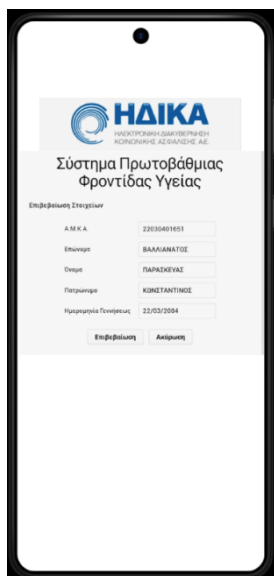 ΗΔΙΚΑ
ΗΛΕΚΤΡΟΝΙΚΗ ΔΙΑΚΥΒΕΡΝΗΣΗ
ΚΟΙΝΩΝΙΚΗΣ ΑΣΦΑΛΙΣΗΣ Α.Ε.
Σύστημα Πρωτοβάθμιας
Φροντίδας Υγείας
Επιβεβαίωση Στοιχείων
Α.Μ.Κ.Α. 22030401651
Επώνυμο ΒΑΛΛΙΑΝΑΤΟΣ
Όνομα ΠΑΡΑΣΚΕΥΑΣ
Πατρώνυμο ΚΩΝΣΤΑΝΤΙΝΟΣ
Ημερομηνία Γεννήσεως 22/03/2004
Επιβεβαίωση Ακύρωση